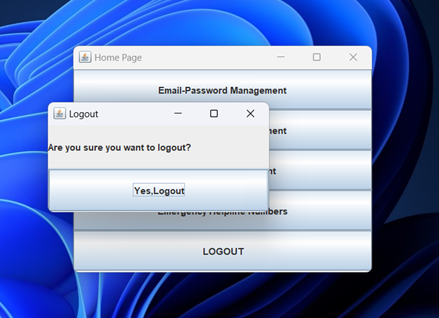 Home Page
Email-Password Management
Logout
Are you sure you want to logout?
Yes,Logout
Emergency Helpline Numbers
LOGOUT